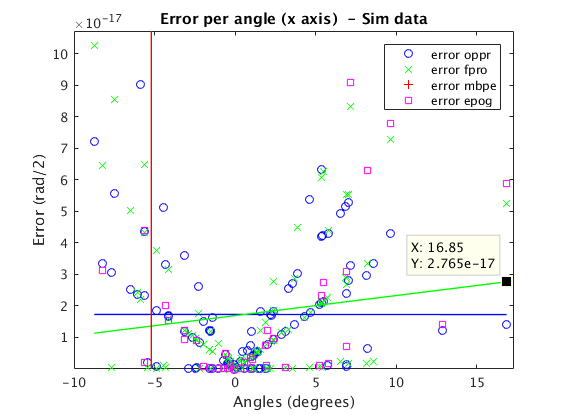 Error per angle (x axis) - Sim data
×10⁻¹⁷
10
9
8
7
6
5
4
3
2
1
Error (rad/2)
error oppr
error fpro
error mbpe
error epog
X: 16.85
Y: 2.765e-17
-10
-5
0
5
10
15
Angles (degrees)